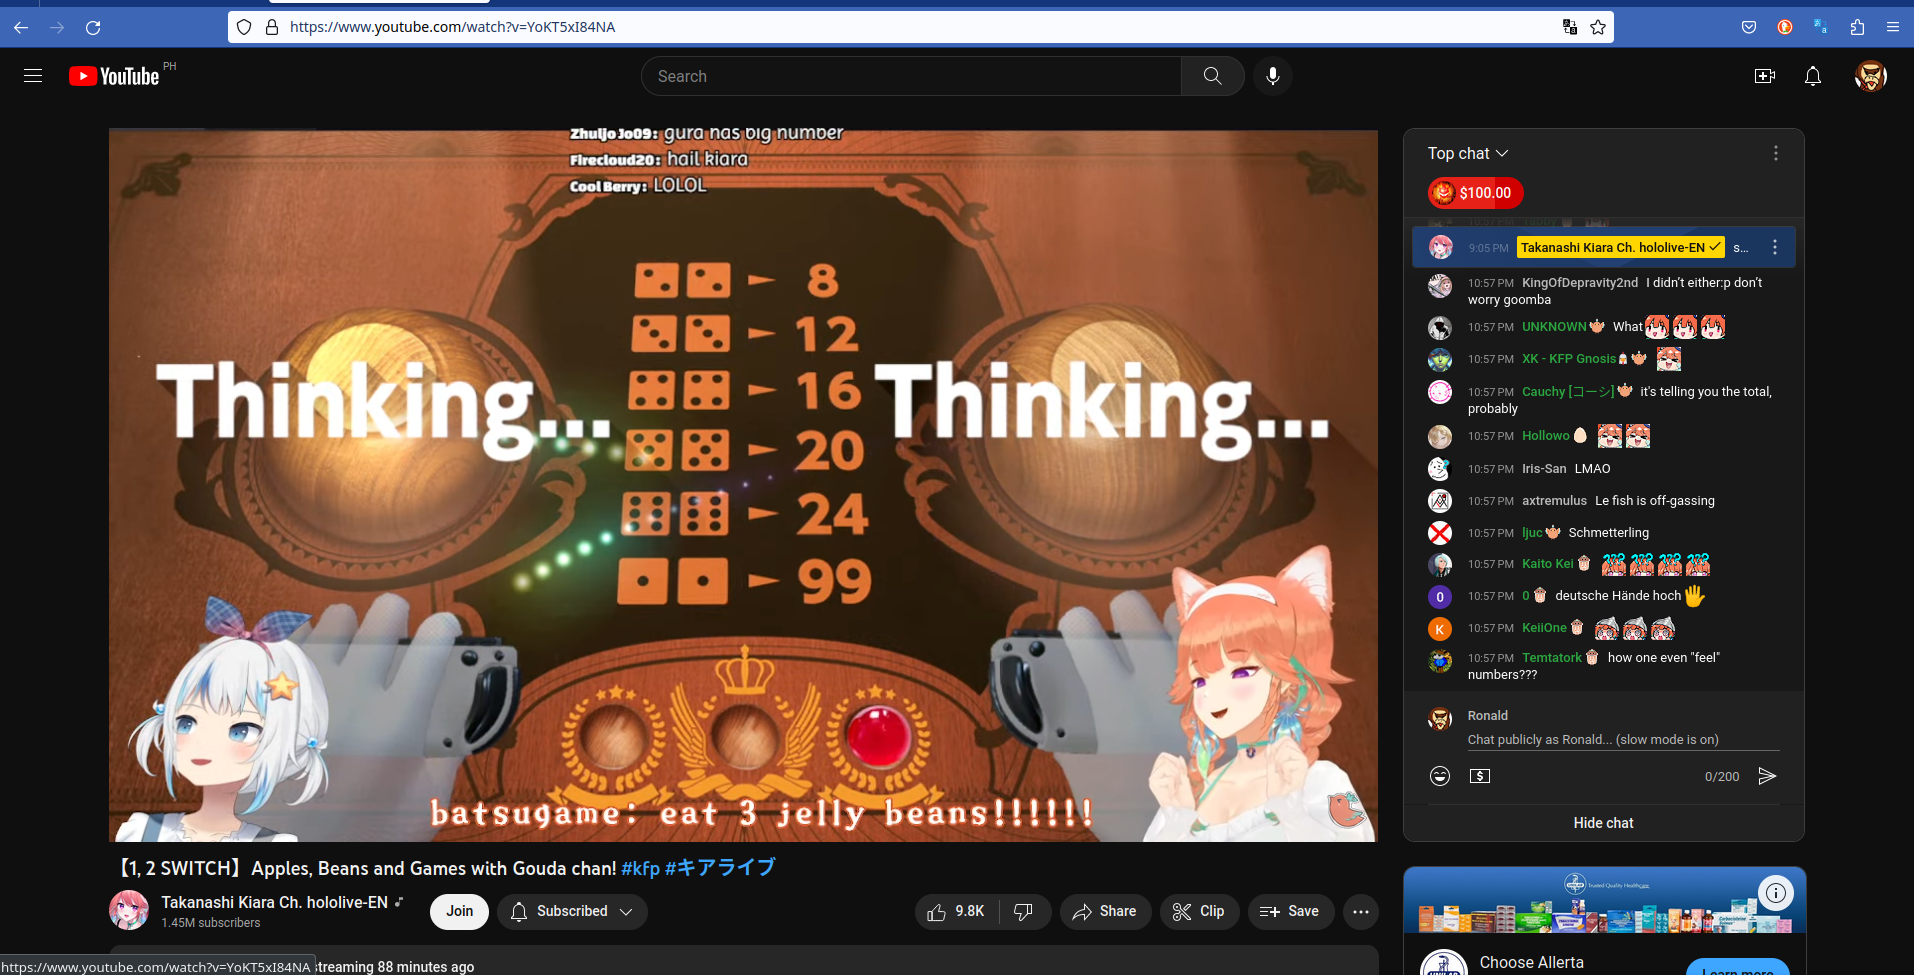 https://www.youtube.com/watch?v=YoKT5xI84NA
YouTube PH
Search
Zhuljo Jo09: gura has big number
Firecloud20: hail kiara
Cool Berry: LOLOL
8
12
16
20
24
99
Thinking...
Thinking...
batsugame: eat 3 jelly beans!!!!!!
Top chat
$100.00
9:05 PM Takanashi Kiara Ch. hololive-EN s...
10:57 PM KingOfDepravity2nd I didn't either:p don't
worry goomba
10:57 PM UNKNOWN What
10:57 PM XK - KFP Gnosis
10:57 PM Cauchy [コーシ] it's telling you the total,
probably
10:57 PM Hollowo
10:57 PM Iris-San LMAO
10:57 PM axtremulus Le fish is off-gassing
10:57 PM ljuc Schmetterling
10:57 PM Kaito Kei
0
10:57 PM 0 deutsche Hände hoch
K
10:57 PM KeiiOne
10:57 PM Temtatork how one even "feel"
numbers???
Ronald
Chat publicly as Ronald... (slow mode is on)
0/200
Hide chat
【1, 2 SWITCH】Apples, Beans and Games with Gouda chan! #kfp #キアライブ
Takanashi Kiara Ch. hololive-EN
1.45M subscribers
Join
Subscribed
9.8K
Share
Clip
Save
Trusted Quality Healthcare
Choose Allerta
Learn more
https://www.youtube.com/watch?v=YoKT5xI84NA
streaming 88 minutes ago